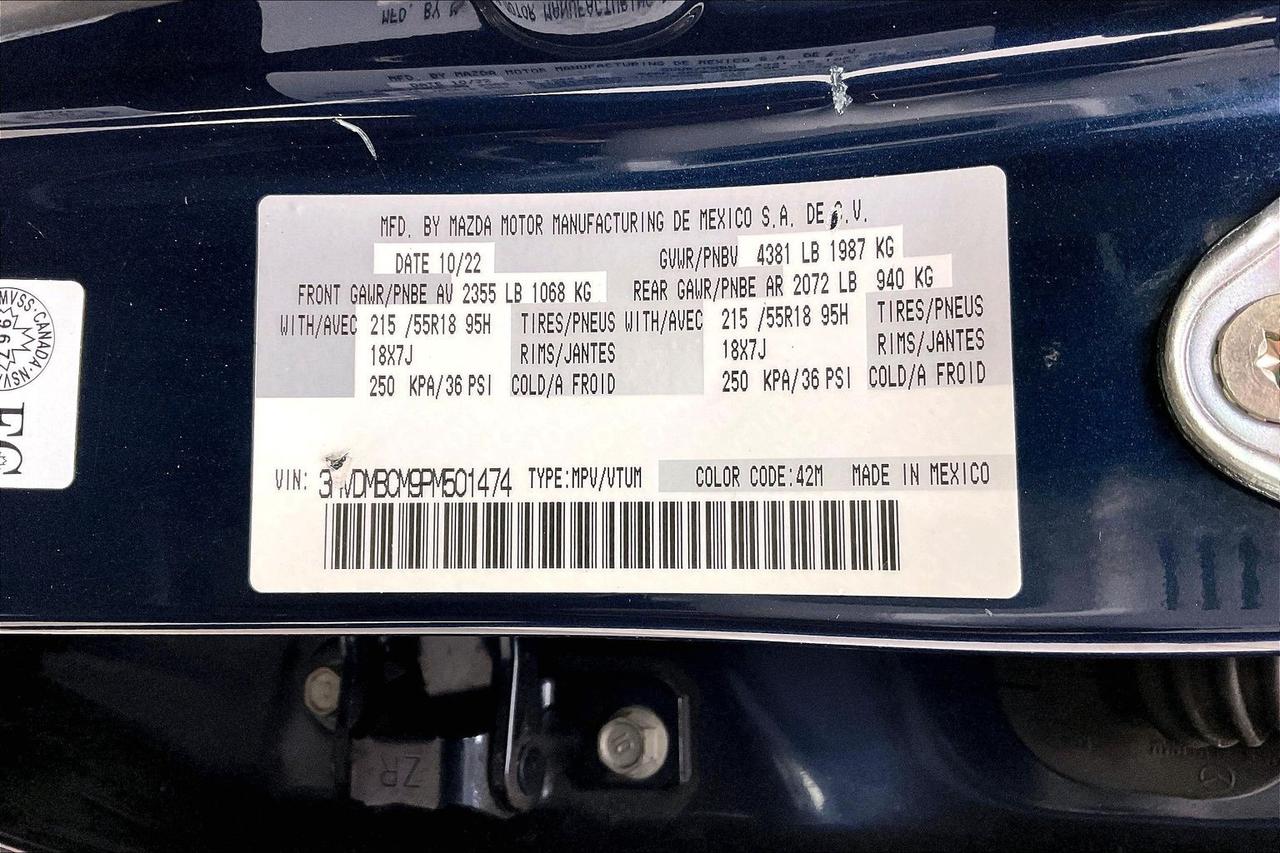 MFD. BY MAZDA MOTOR MANUFACTURING DE MEXICO S.A. DE C.V.
DATE 10/22 GVWR/PNBV 4381 LB 1987 KG
FRONT GAWR/PNBE AV 2355 LB 1068 KG REAR GAWR/PNBE AR 2072 LB 940 KG
WITH/AVEC 215 /55R18 95H TIRES/PNEUS WITH/AVEC 215 /55R18 95H TIRES/PNEUS
18X7J RIMS/JANTES 18X7J RIMS/JANTES
250 KPA/36 PSI COLD/A FROID 250 KPA/36 PSI COLD/A FROID
VIN: 3MVDMBCM9PM501474 TYPE:MPV/VTUM COLOR CODE:42M MADE IN MEXICO
CANADA
ZR